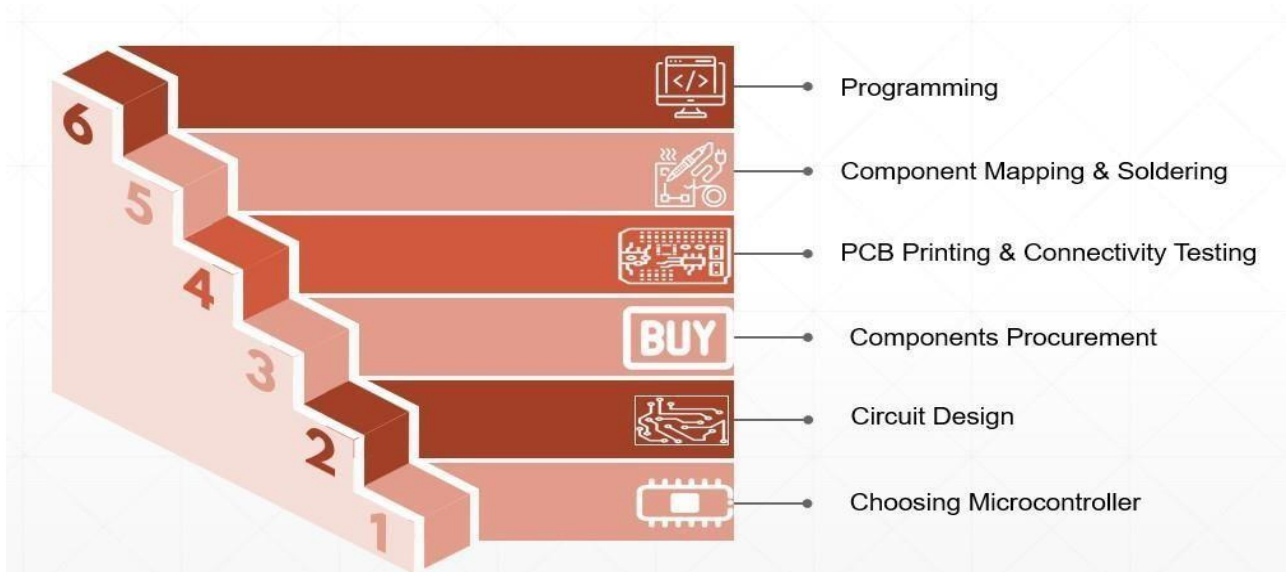 6
</>
Programming
5
Component Mapping & Soldering
4
PCB Printing & Connectivity Testing
3
BUY
Components Procurement
2
Circuit Design
1
Choosing Microcontroller